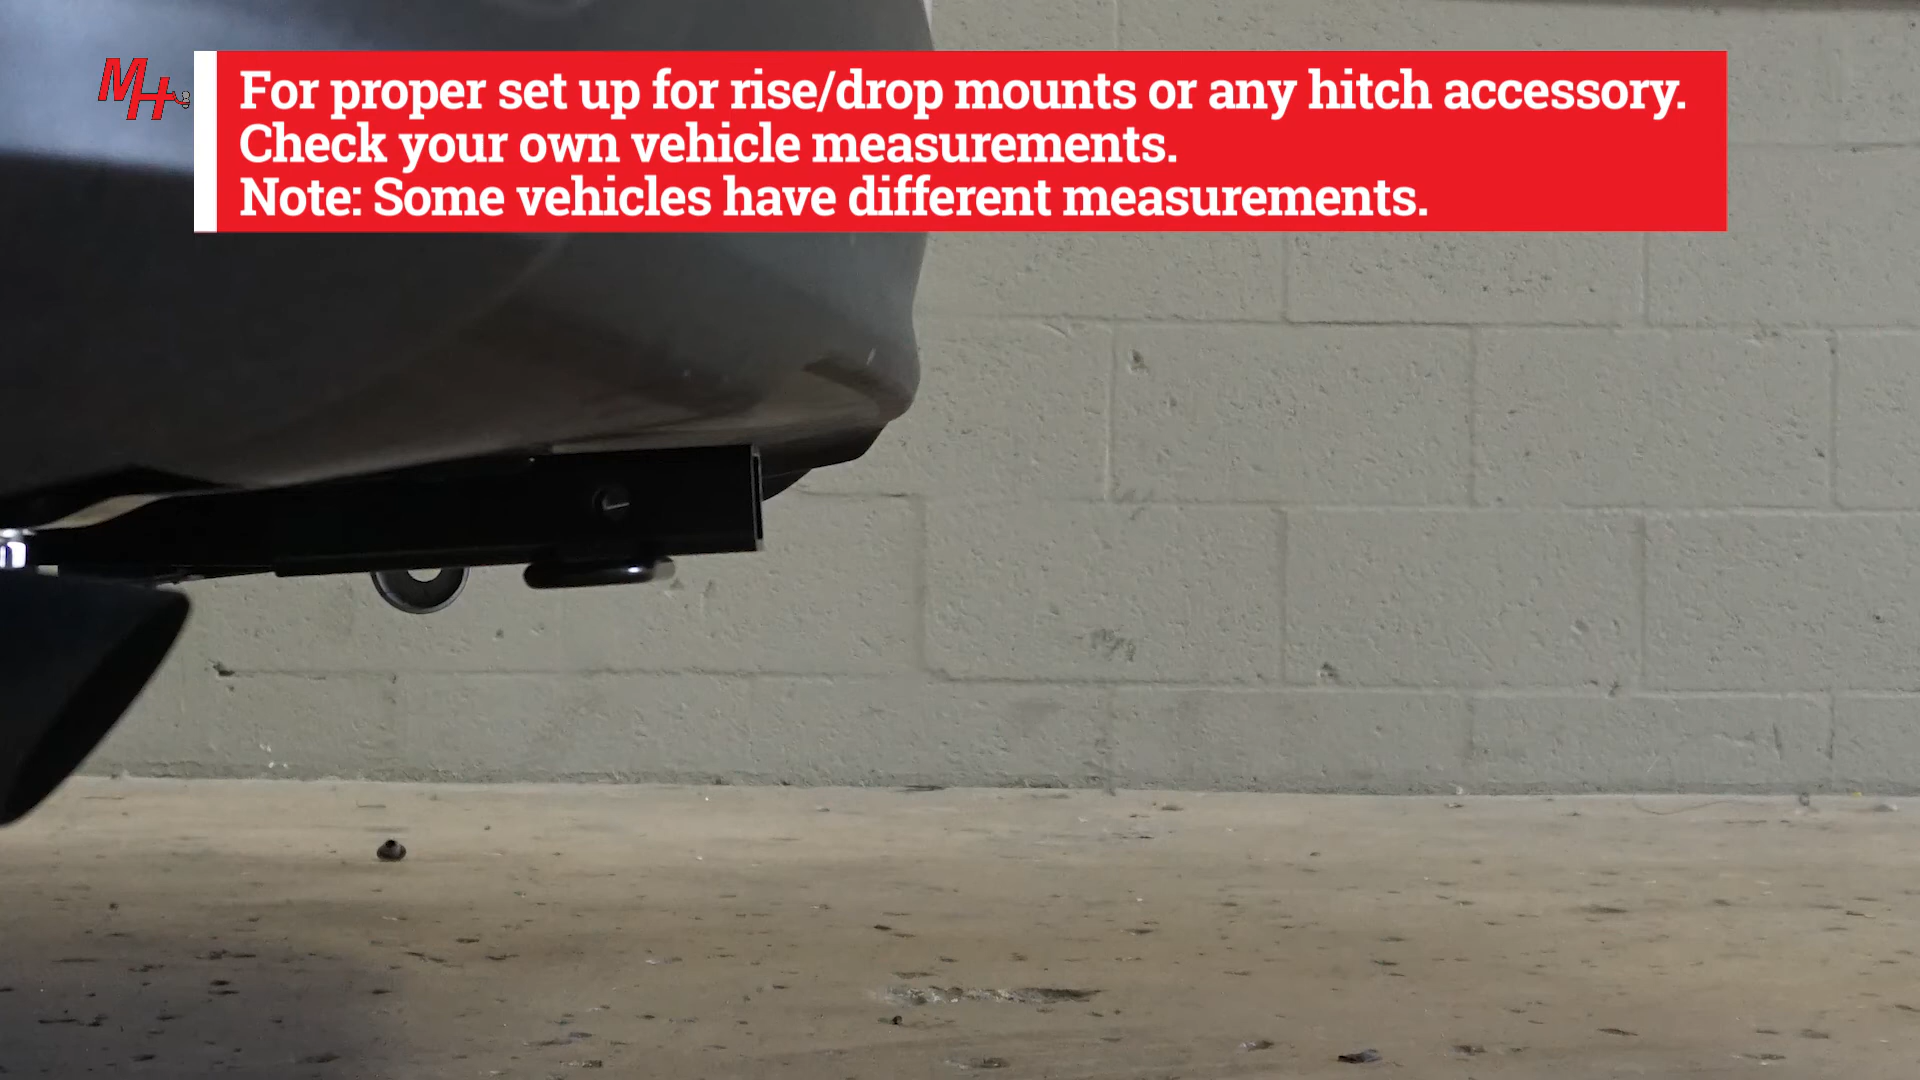 MH
For proper set up for rise/drop mounts or any hitch accessory.
Check your own vehicle measurements.
Note: Some vehicles have different measurements.